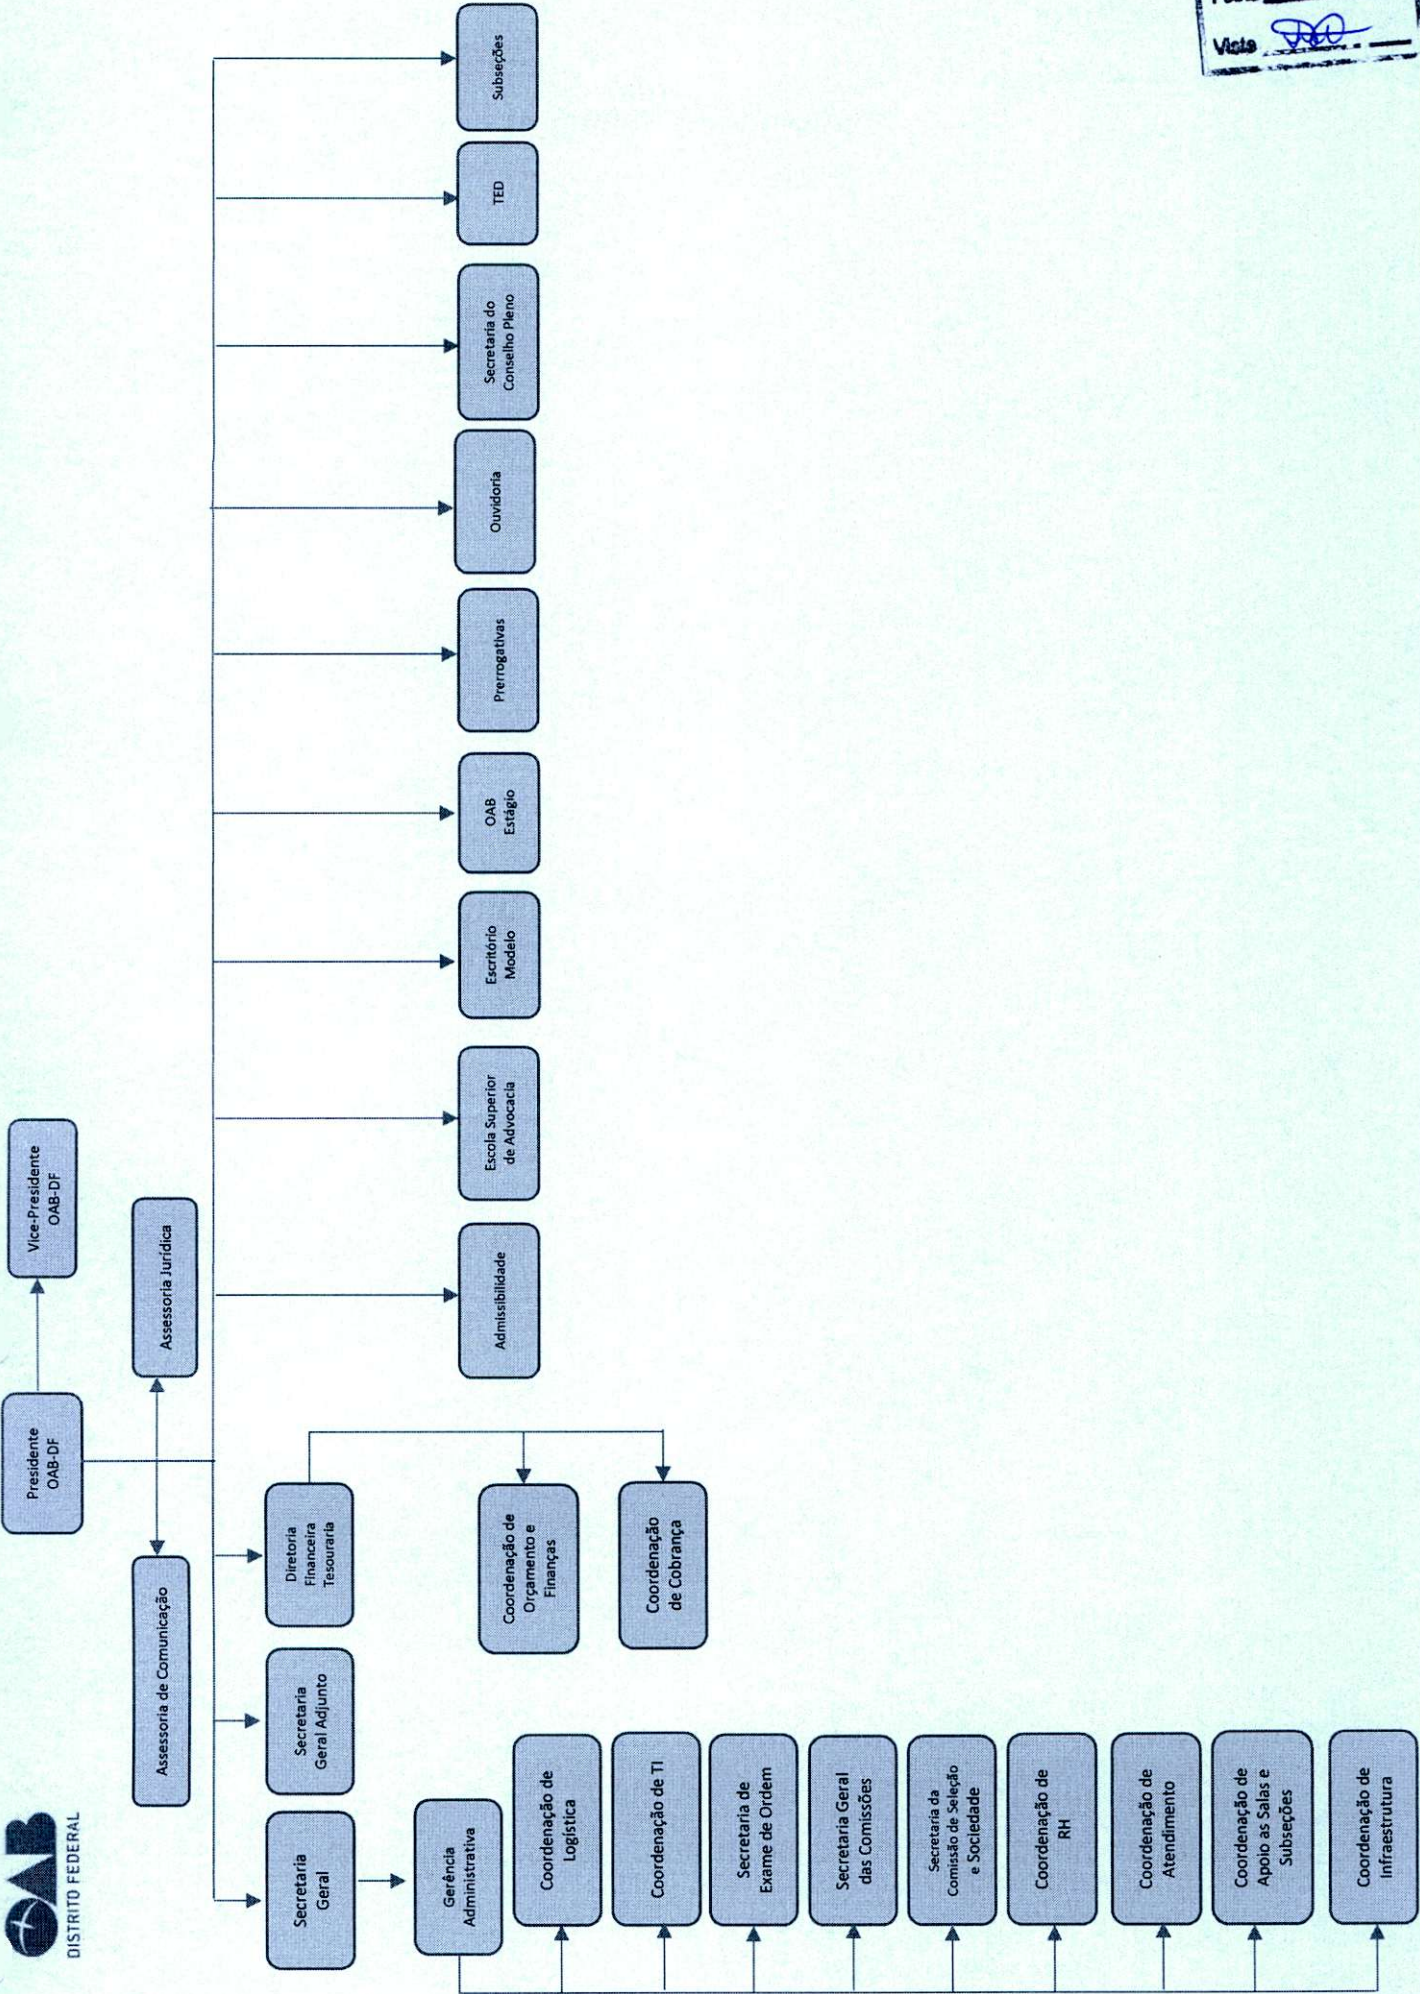 OAB
DISTRITO FEDERAL
Presidente
OAB-DF
Vice-Presidente
OAB-DF
Assessoria de Comunicação
Assessoria Jurídica
Secretaria
Geral
Secretaria
Geral Adjunto
Diretoria
Financeira
Tesouraria
Admissibilidade
Escola Superior
de Advocacia
Escritório
Modelo
OAB
Estágio
Prerrogativas
Ouvidoria
Secretaria do
Conselho Pleno
TED
Subseções
Gerência
Administrativa
Coordenação de
Orçamento e
Finanças
Coordenação
de Cobrança
Coordenação de
Logística
Coordenação de TI
Secretaria de
Exame de Ordem
Secretaria Geral
das Comissões
Secretaria da
Comissão de Seleção
e Sociedade
Coordenação de
RH
Coordenação de
Atendimento
Coordenação de
Apoio as Salas e
Subseções
Coordenação de
Infraestrutura
Visto